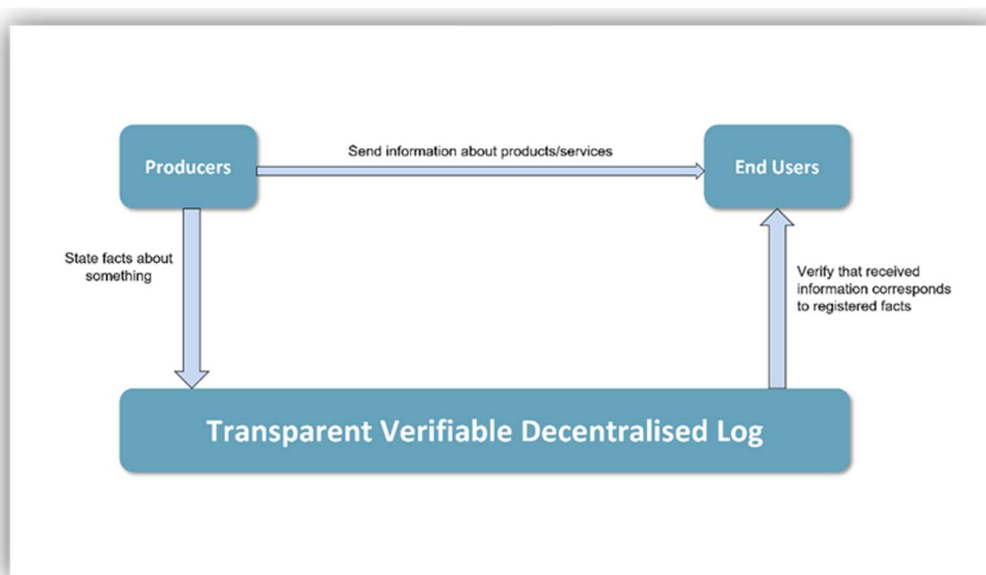 Send information about products/services
Producers
End Users
State facts about
something
Verify that received
information corresponds
to registered facts
Transparent Verifiable Decentralised Log